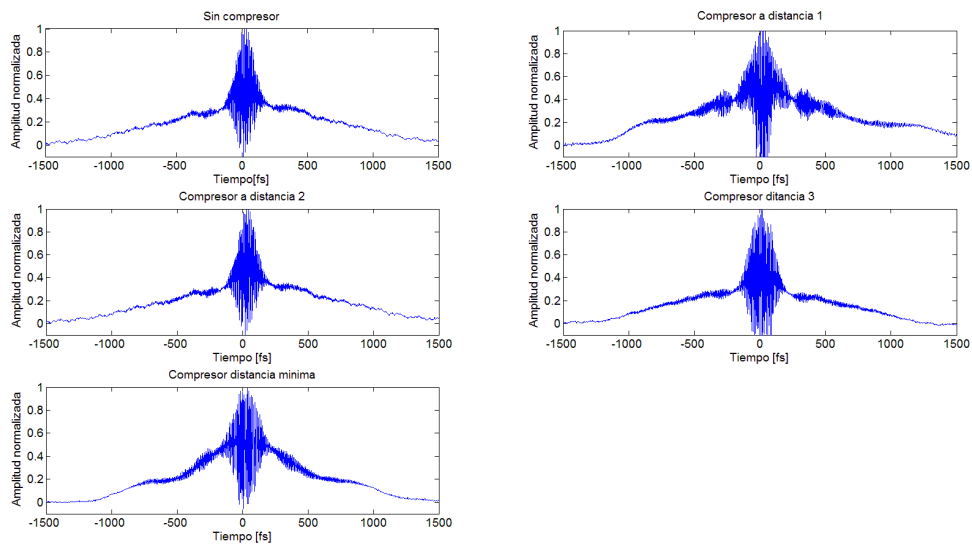 Sin compresor
Amplitud normalizada
1
0.8
0.6
0.4
0.2
0
-1500 -1000 -500 0 500 1000 1500
Tiempo[fs]
Compresor a distancia 1
Amplitud normalizada
1
0.8
0.6
0.4
0.2
0
-1500 -1000 -500 0 500 1000 1500
Tiempo[fs]
Compresor a distancia 2
Amplitud normalizada
1
0.8
0.6
0.4
0.2
0
-1500 -1000 -500 0 500 1000 1500
Tiempo [fs]
Compresor ditancia 3
Amplitud normalizada
1
0.8
0.6
0.4
0.2
0
-1500 -1000 -500 0 500 1000 1500
Tiempo [fs]
Compresor distancia minima
Amplitud normalizada
1
0.8
0.6
0.4
0.2
0
-1500 -1000 -500 0 500 1000 1500
Tiempo [fs]